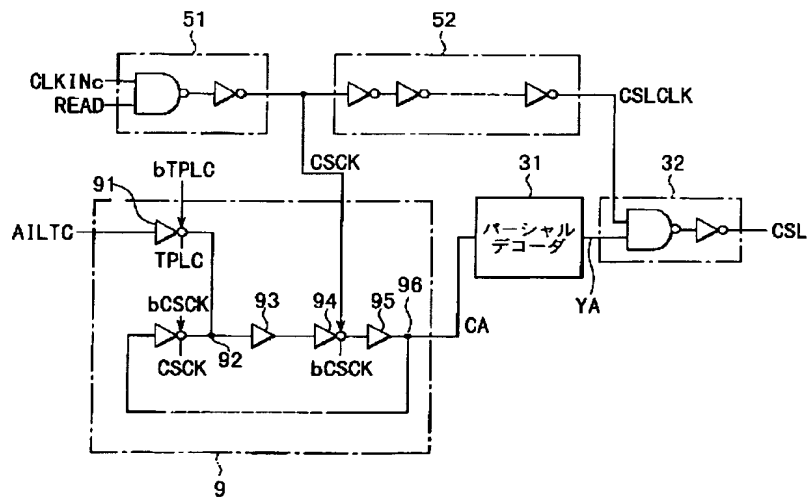 51
52
CLKINc
READ
CSLCLK
CSCK
bTPLC
91
31
32
AILTC
TPLC
パーシャル
デコーダ
CSL
bCSCK
93
94
95
96
YA
CA
92
CSCK
bCSCK
9